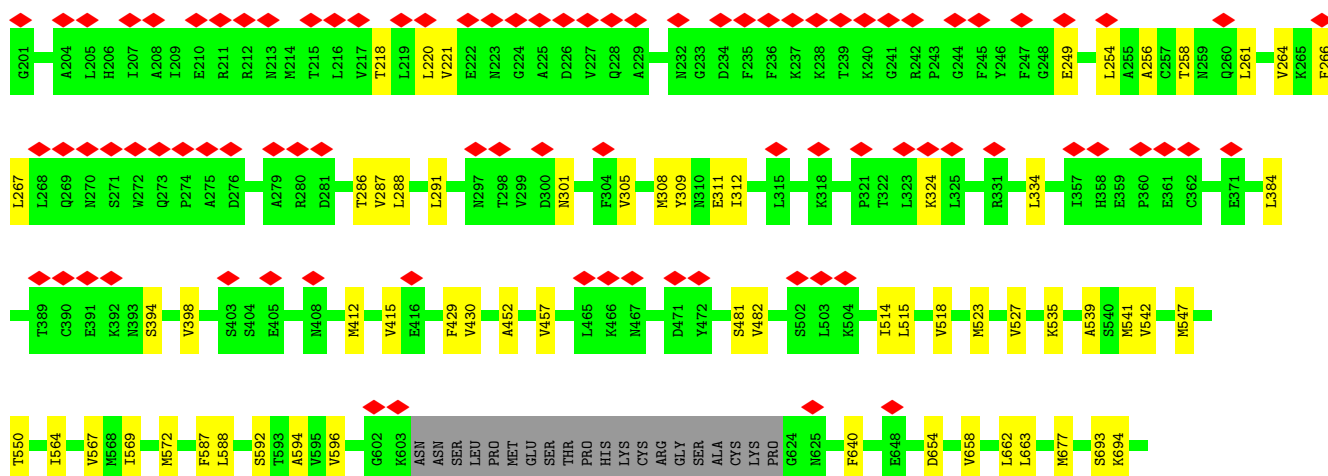 G201 A204 L205 H206 I207 A208 I209 E210 R211 R212 N213 M214 T215 L216 V217 T218 L219 L220 V221 E222 N223 G224 A225 D226 V227 Q228 A229 N232 G233 D234 F235 F236 K237 K238 T239 K240 G241 R242 P243 G244 F245 Y246 F247 G248 E249 L254 A255 A256 C257 T258 N259 Q260 L261 V264 K265 F266
L267 L268 Q269 N270 S271 W272 Q273 P274 A275 D276 A279 R280 D281 T286 V287 L288 L291 N297 T298 V299 D300 N301 F304 V305 M308 Y309 N310 E311 I312 L315 K318 P321 T322 L323 K324 L325 R331 L334 I357 H358 E359 P360 E361 C362 E371 L384
T389 C390 E391 K392 N393 S394 V398 S403 S404 E405 N408 M412 V415 E416 F429 V430 A452 V457 L465 K466 N467 D471 Y472 S481 V482 S502 L503 K504 I514 L515 V518 M523 V527 K535 A539 S540 M541 V542 M547
T550 I564 V567 M568 I569 M572 F587 L588 S592 T593 A594 V595 V596 G602 K603 ASN ASN SER LEU PRO MET GLU SER THR PRO HIS LYS CYS ARG GLY SER ALA CYS LYS PRO G624 N625 F640 E648 D654 V658 L662 L663 M677 S693 K694